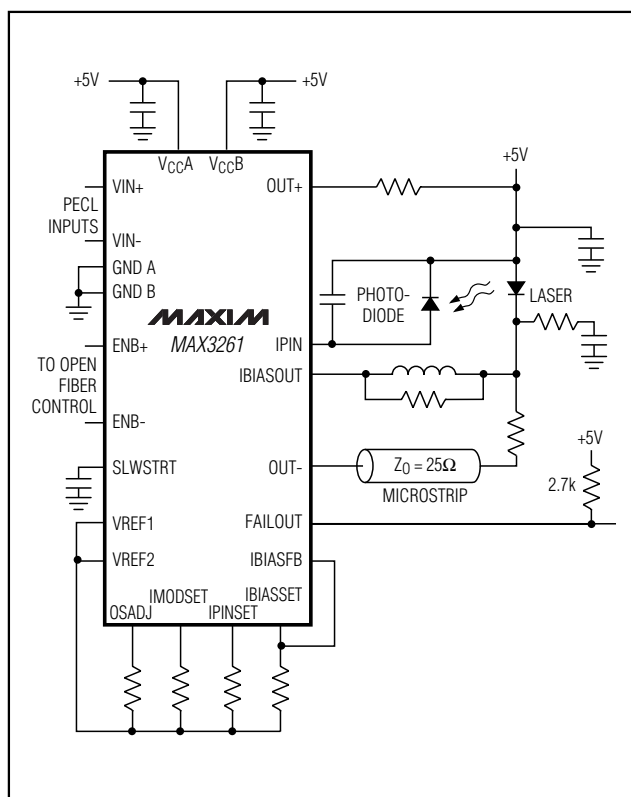 +5V
+5V
VCCA
VCCB
+5V
VIN+
PECL
INPUTS
VIN-
GND A
GND B
OUT+
PHOTO-
DIODE
LASER
MAXIM
MAX3261
IPIN
IBIASOUT
ENB+
TO OPEN
FIBER
CONTROL
ENB-
SLWSTRT
OUT-
Z0 = 25Ω
MICROSTRIP
+5V
2.7k
VREF1
FAILOUT
VREF2
IBIASFB
OSADJ
IMODSET
IPINSET
IBIASSET